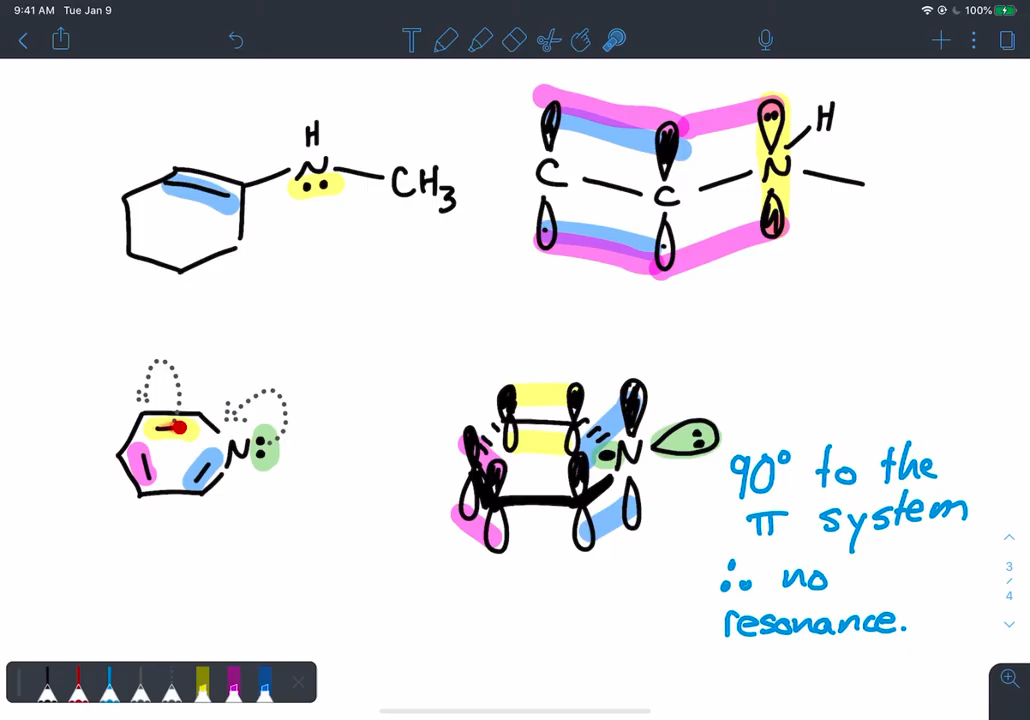 9:41 AM Tue Jan 9
100%
T
H
N
CH3
C
C
N
H
N
N
90° to the
π system
∴ no
resonance.
3
/
4